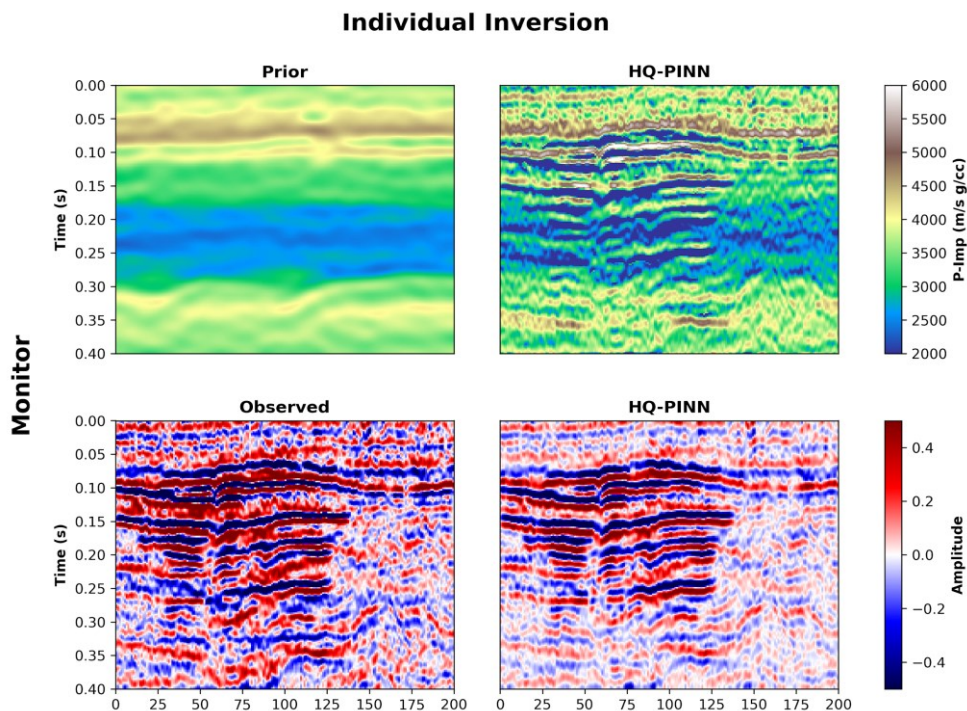 Individual Inversion
Prior
HQ-PINN
0.00
0.05
0.10
0.15
0.20
0.25
0.30
0.35
0.40
Time (s)
6000
5500
5000
4500
4000
3500
3000
2500
2000
P-Imp (m/s g/cc)
Monitor
Observed
HQ-PINN
0.00
0.05
0.10
0.15
0.20
0.25
0.30
0.35
0.40
Time (s)
0 25 50 75 100 125 150 175 200
0 25 50 75 100 125 150 175 200
0.4
0.2
0.0
−0.2
−0.4
Amplitude